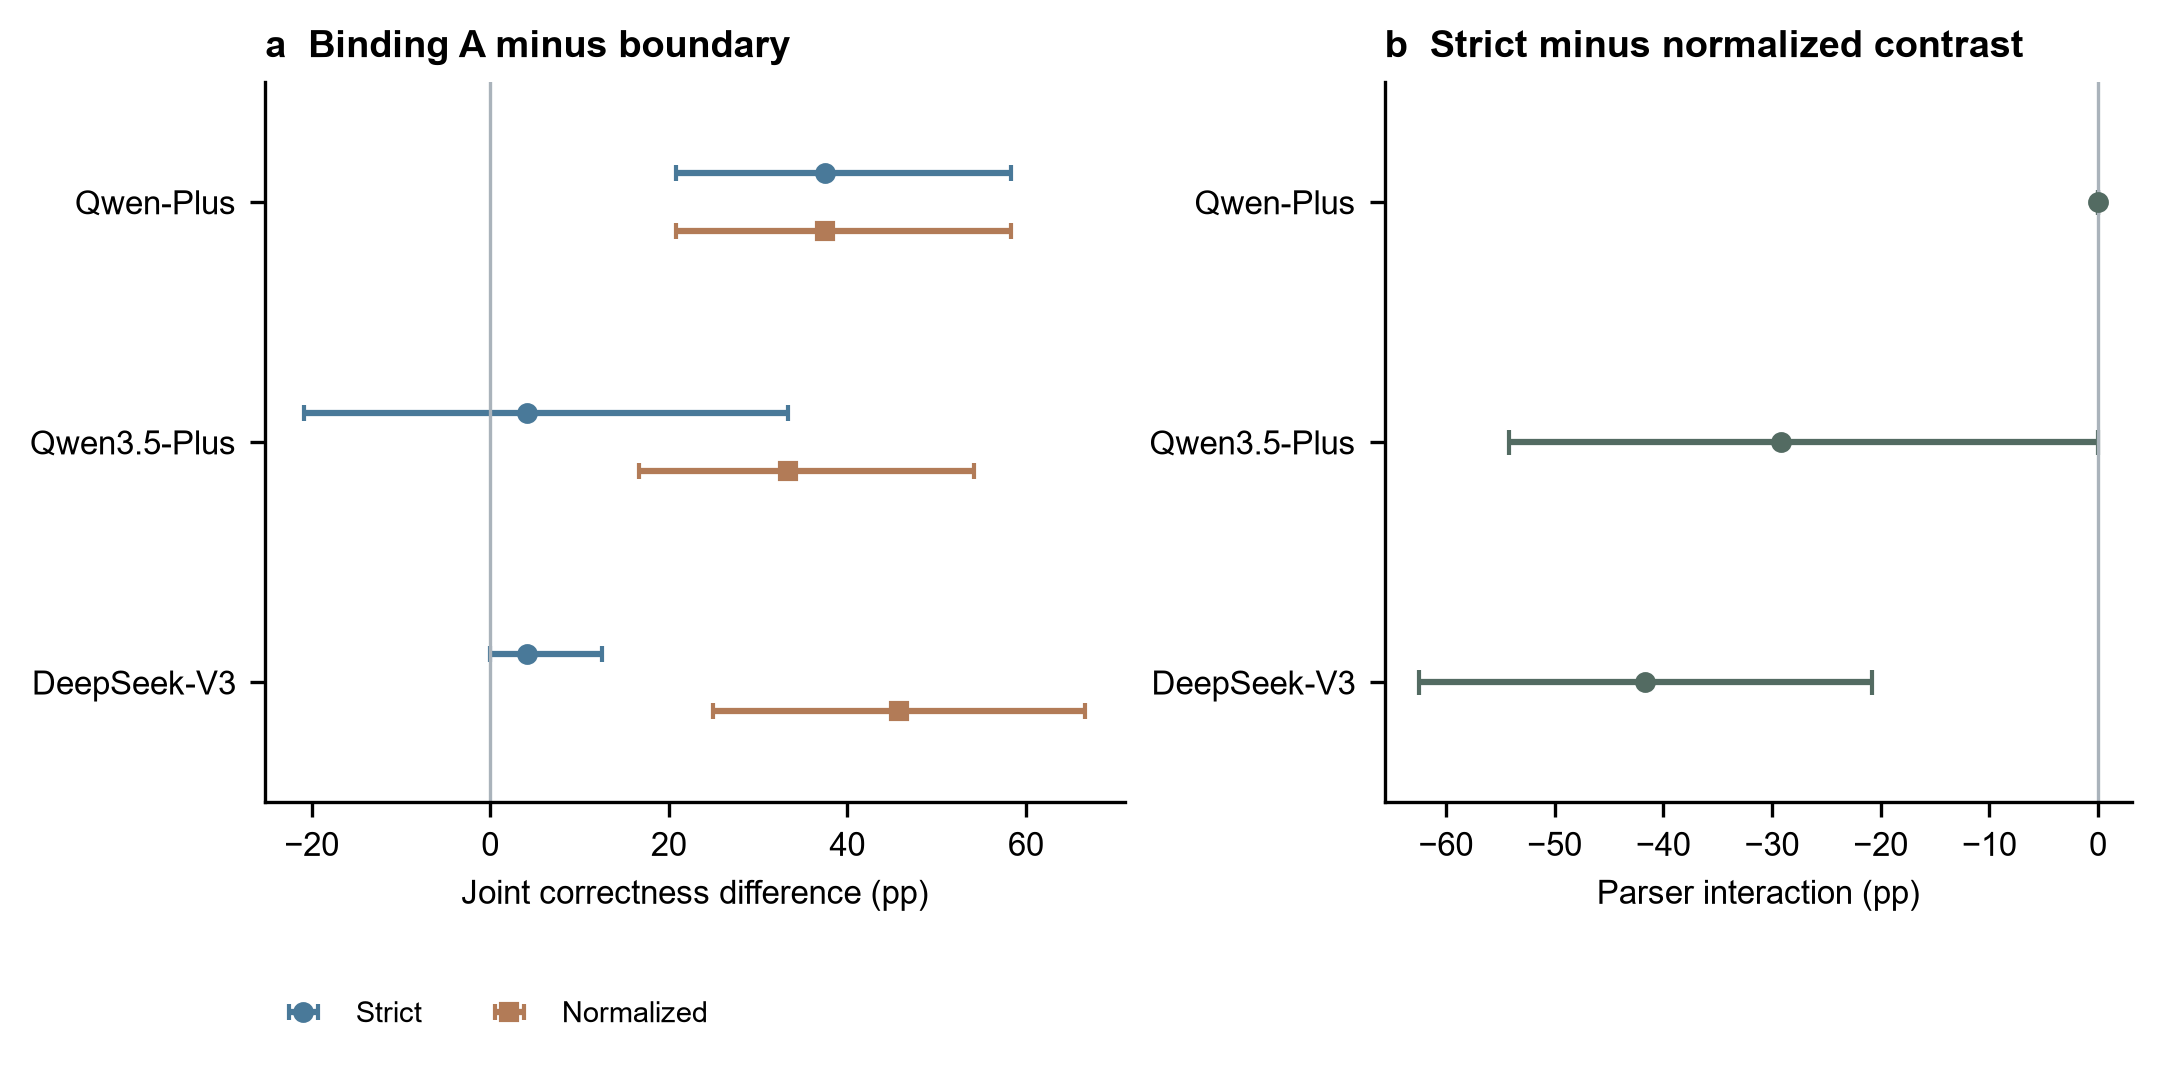 a Binding A minus boundary
Qwen-Plus
Qwen3.5-Plus
DeepSeek-V3
−20 0 20 40 60
Joint correctness difference (pp)
Strict Normalized
b Strict minus normalized contrast
Qwen-Plus
Qwen3.5-Plus
DeepSeek-V3
−60 −50 −40 −30 −20 −10 0
Parser interaction (pp)